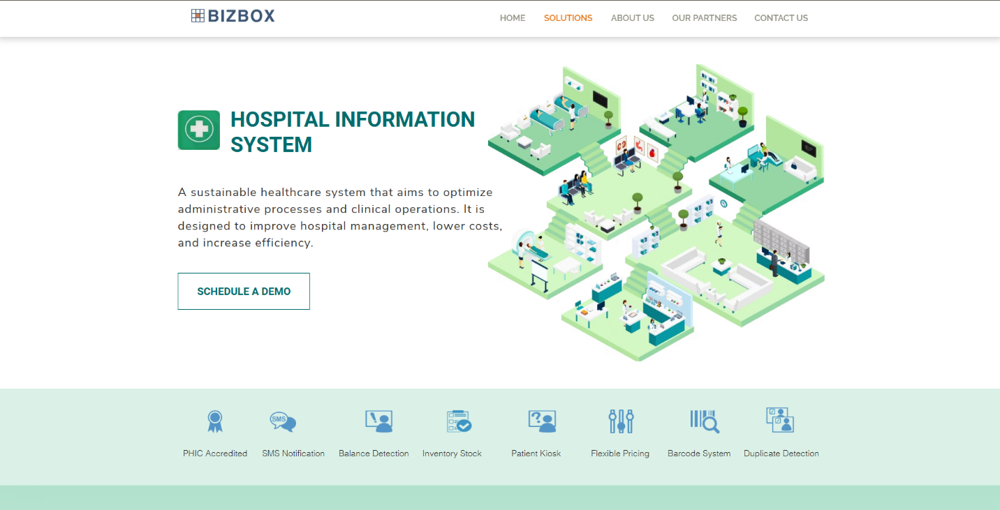 BIZBOX
HOME SOLUTIONS ABOUT US OUR PARTNERS CONTACT US
HOSPITAL INFORMATION
SYSTEM
A sustainable healthcare system that aims to optimize
administrative processes and clinical operations. It is
designed to improve hospital management, lower costs,
and increase efficiency.
SCHEDULE A DEMO
SMS
PHIC Accredited SMS Notification Balance Detection Inventory Stock Patient Kiosk Flexible Pricing Barcode System Duplicate Detection